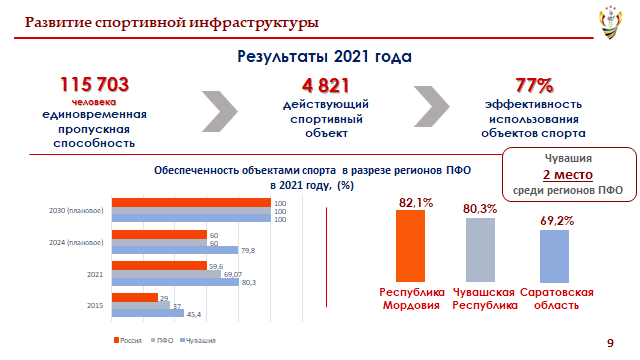 Развитие спортивной инфраструктуры
Результаты 2021 года
115 703
человека
единовременная
пропускная
способность
4 821
действующий
спортивный
объект
77%
эффективность
использования
объектов спорта
Обеспеченность объектами спорта в разрезе регионов ПФО
в 2021 году, (%)
Чувашия
2 место
среди регионов ПФО
2030 (плановое)
100
100
100
2024 (плановое)
60
60
79,8
2021
59,6
69,07
80,3
2015
29
37
45,4
Россия ПФО Чувашия
82,1%
80,3%
69,2%
Республика
Мордовия
Чувашская
Республика
Саратовская
область
9